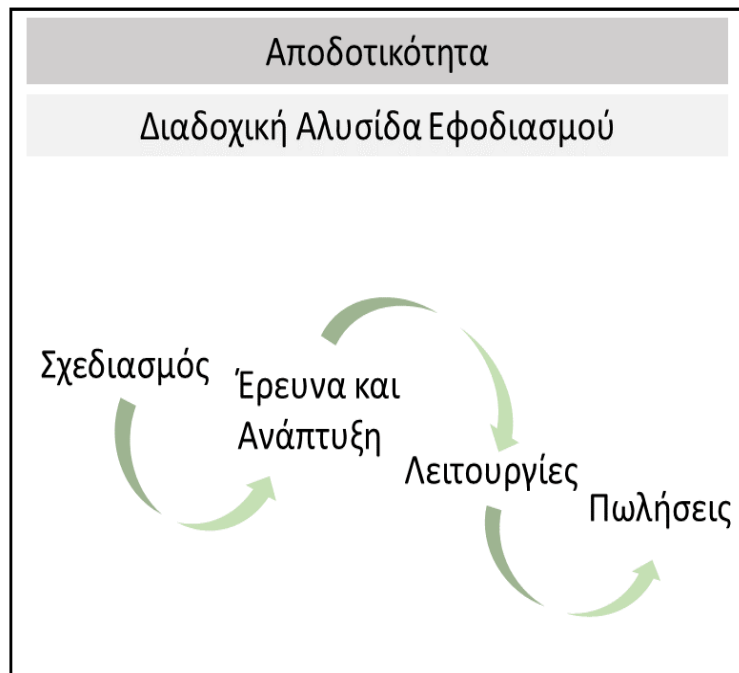 Αποδοτικότητα
Διαδοχική Αλυσίδα Εφοδιασμού
Σχεδιασμός
Έρευνα και
Ανάπτυξη
Λειτουργίες
Πωλήσεις